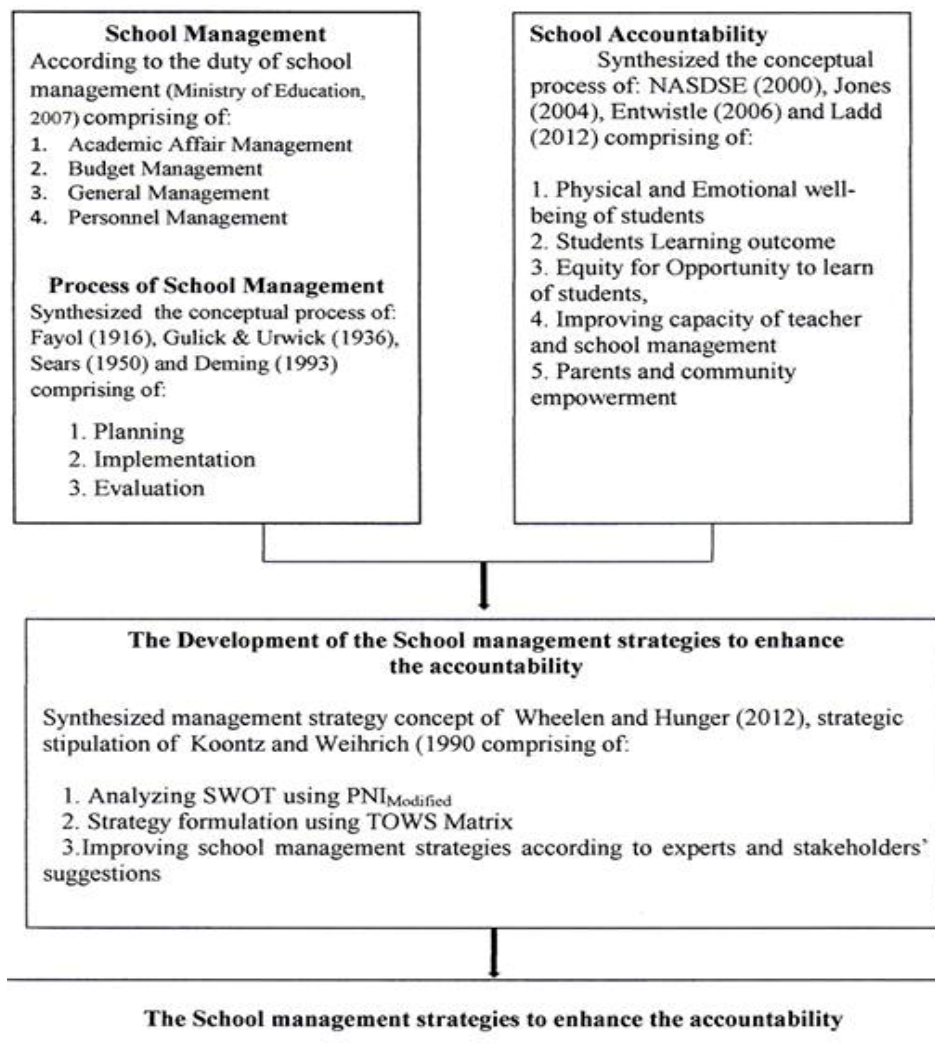 School Management
According to the duty of school
management (Ministry of Education,
2007) comprising of:
1. Academic Affair Management
2. Budget Management
3. General Management
4. Personnel Management
Process of School Management
Synthesized the conceptual process of:
Fayol (1916), Gulick & Urwick (1936),
Sears (1950) and Deming (1993)
comprising of:
1. Planning
2. Implementation
3. Evaluation
School Accountability
Synthesized the conceptual
process of: NASDSE (2000), Jones
(2004), Entwistle (2006) and Ladd
(2012) comprising of:
1. Physical and Emotional well-
being of students
2. Students Learning outcome
3. Equity for Opportunity to learn
of students,
4. Improving capacity of teacher
and school management
5. Parents and community
empowerment
The Development of the School management strategies to enhance
the accountability
Synthesized management strategy concept of Wheelen and Hunger (2012), strategic
stipulation of Koontz and Weihrich (1990 comprising of:
1. Analyzing SWOT using PNIModified
2. Strategy formulation using TOWS Matrix
3.Improving school management strategies according to experts and stakeholders’
suggestions
The School management strategies to enhance the accountability